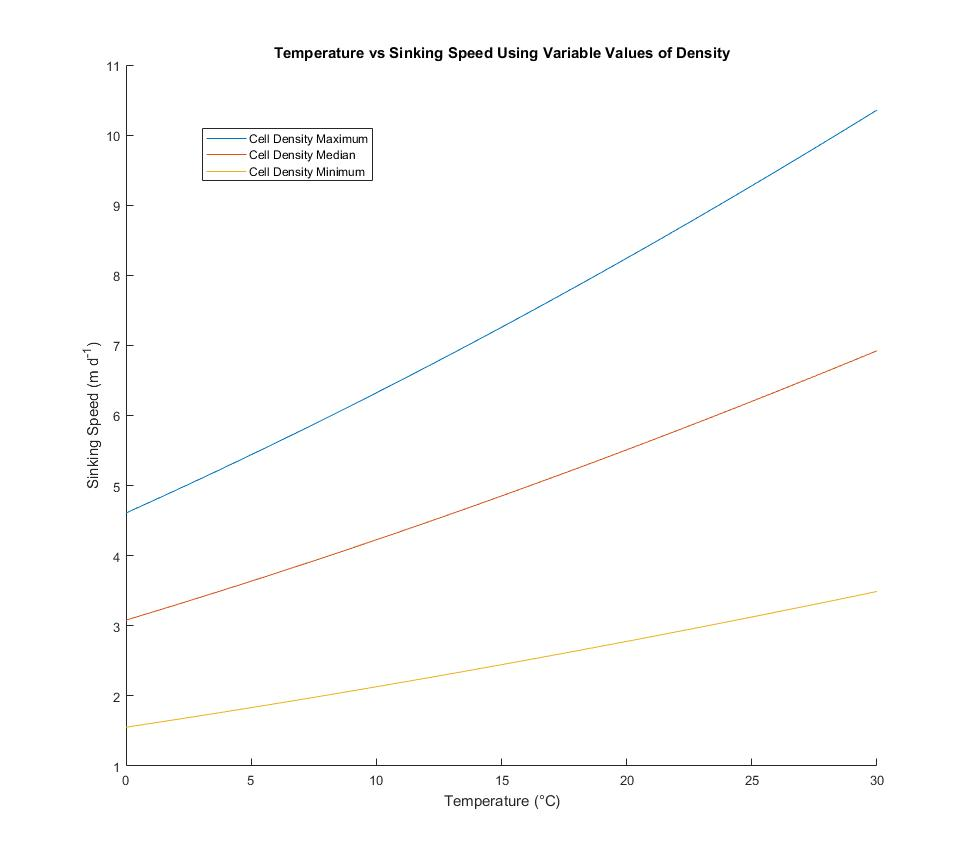 Temperature vs Sinking Speed Using Variable Values of Density
11
10
9
8
7
6
5
4
3
2
1
Cell Density Maximum
Cell Density Median
Cell Density Minimum
Sinking Speed (m d⁻¹)
0 5 10 15 20 25 30
Temperature (°C)